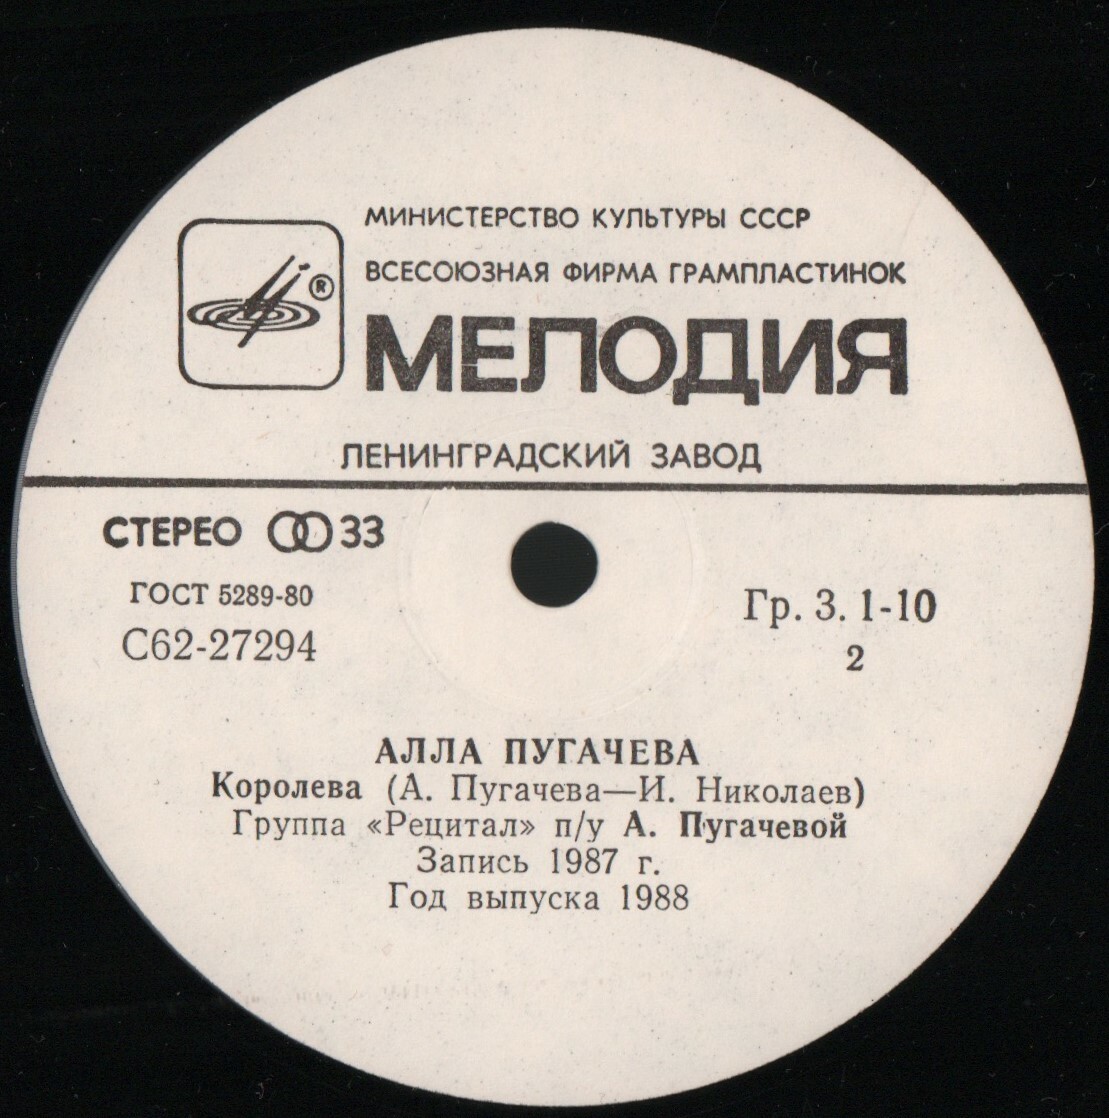 МИНИСТЕРСТВО КУЛЬТУРЫ СССР
ВСЕСОЮЗНАЯ ФИРМА ГРАМПЛАСТИНОК
®
МЕЛОДИЯ
ЛЕНИНГРАДСКИЙ ЗАВОД
СТЕРЕО 33
ГОСТ 5289-80
С62-27294
Гр. 3. 1-10
2
АЛЛА ПУГАЧЕВА
Королева (А. Пугачева—И. Николаев)
Группа «Рецитал» п/у А. Пугачевой
Запись 1987 г.
Год выпуска 1988